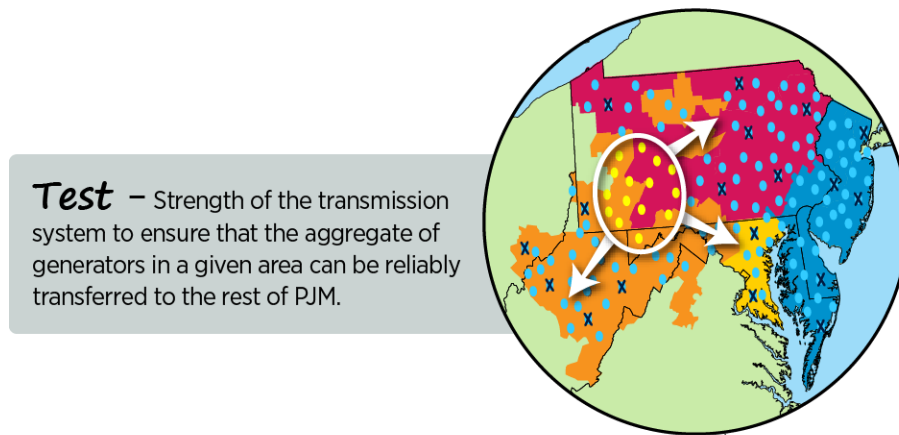 Test – Strength of the transmission
system to ensure that the aggregate of
generators in a given area can be reliably
transferred to the rest of PJM.